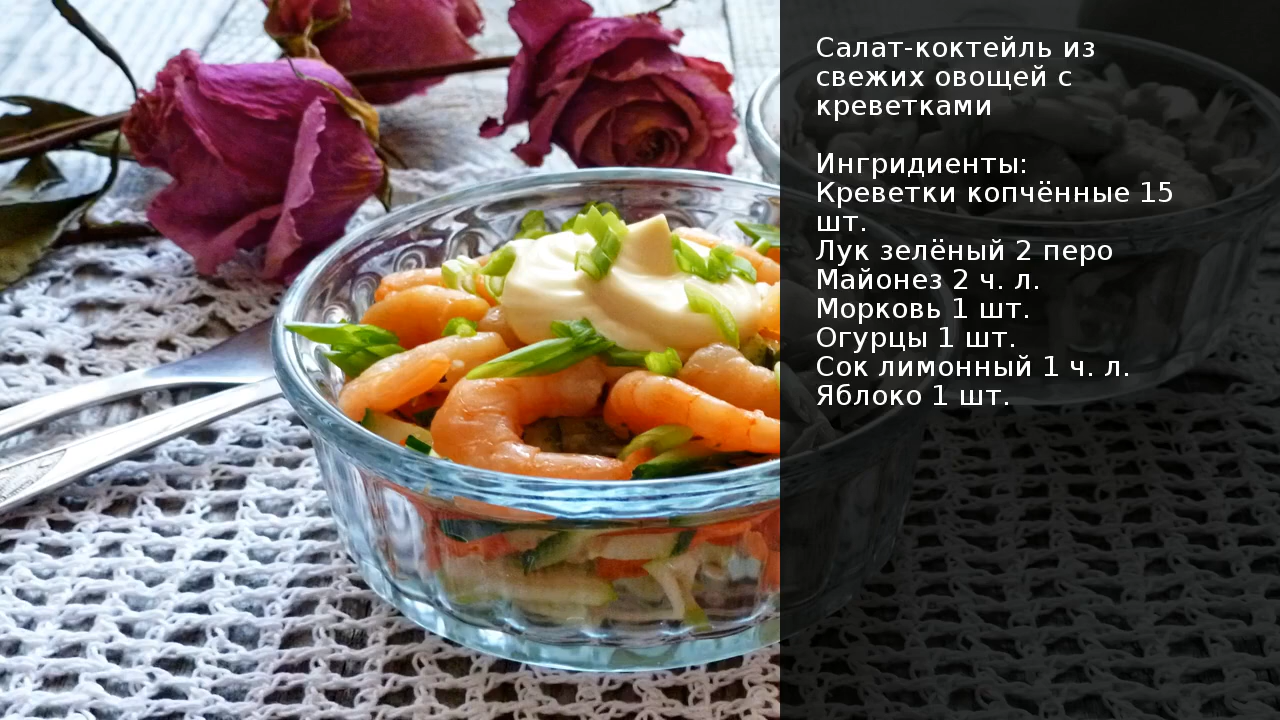 Салат-коктейль из
свежих овощей с
креветками
Ингридиенты:
Креветки копчённые 15
шт.
Лук зелёный 2 перо
Майонез 2 ч. л.
Морковь 1 шт.
Огурцы 1 шт.
Сок лимонный 1 ч. л.
Яблоко 1 шт.